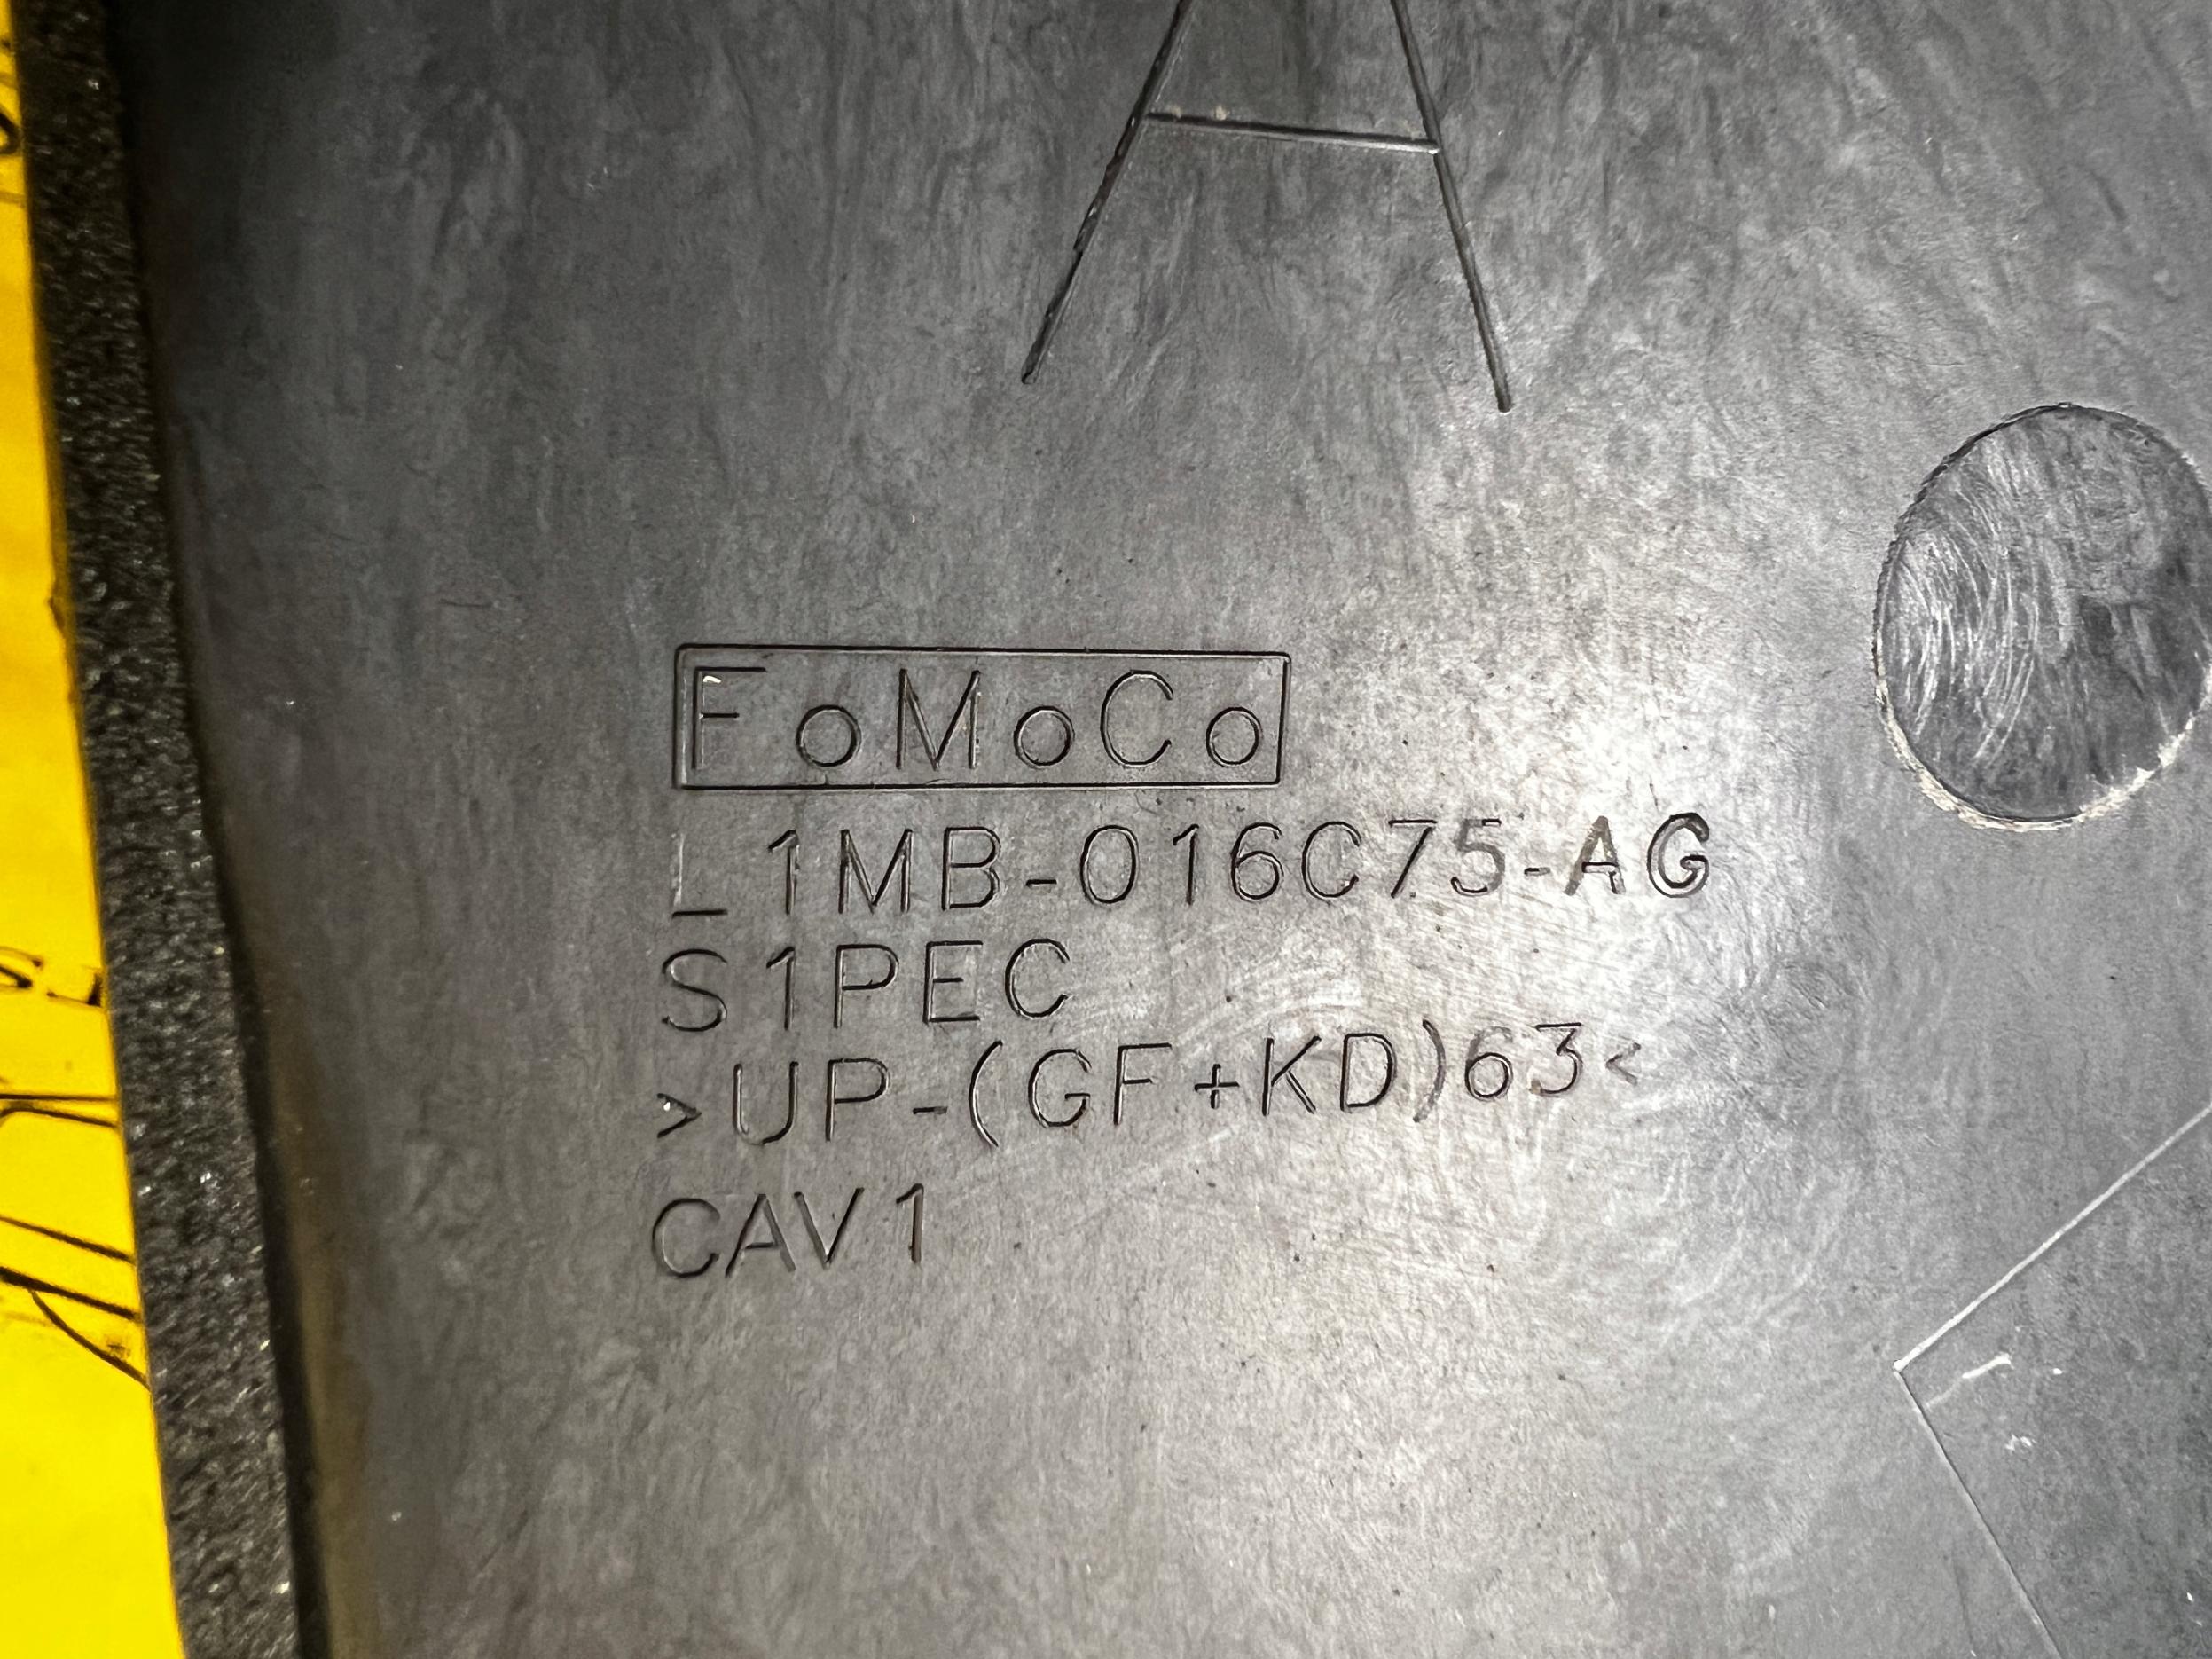 A
FoMoCo
L1MB-016C75-AG
S1PEC
>UP-(GF+KD)63<
CAV1